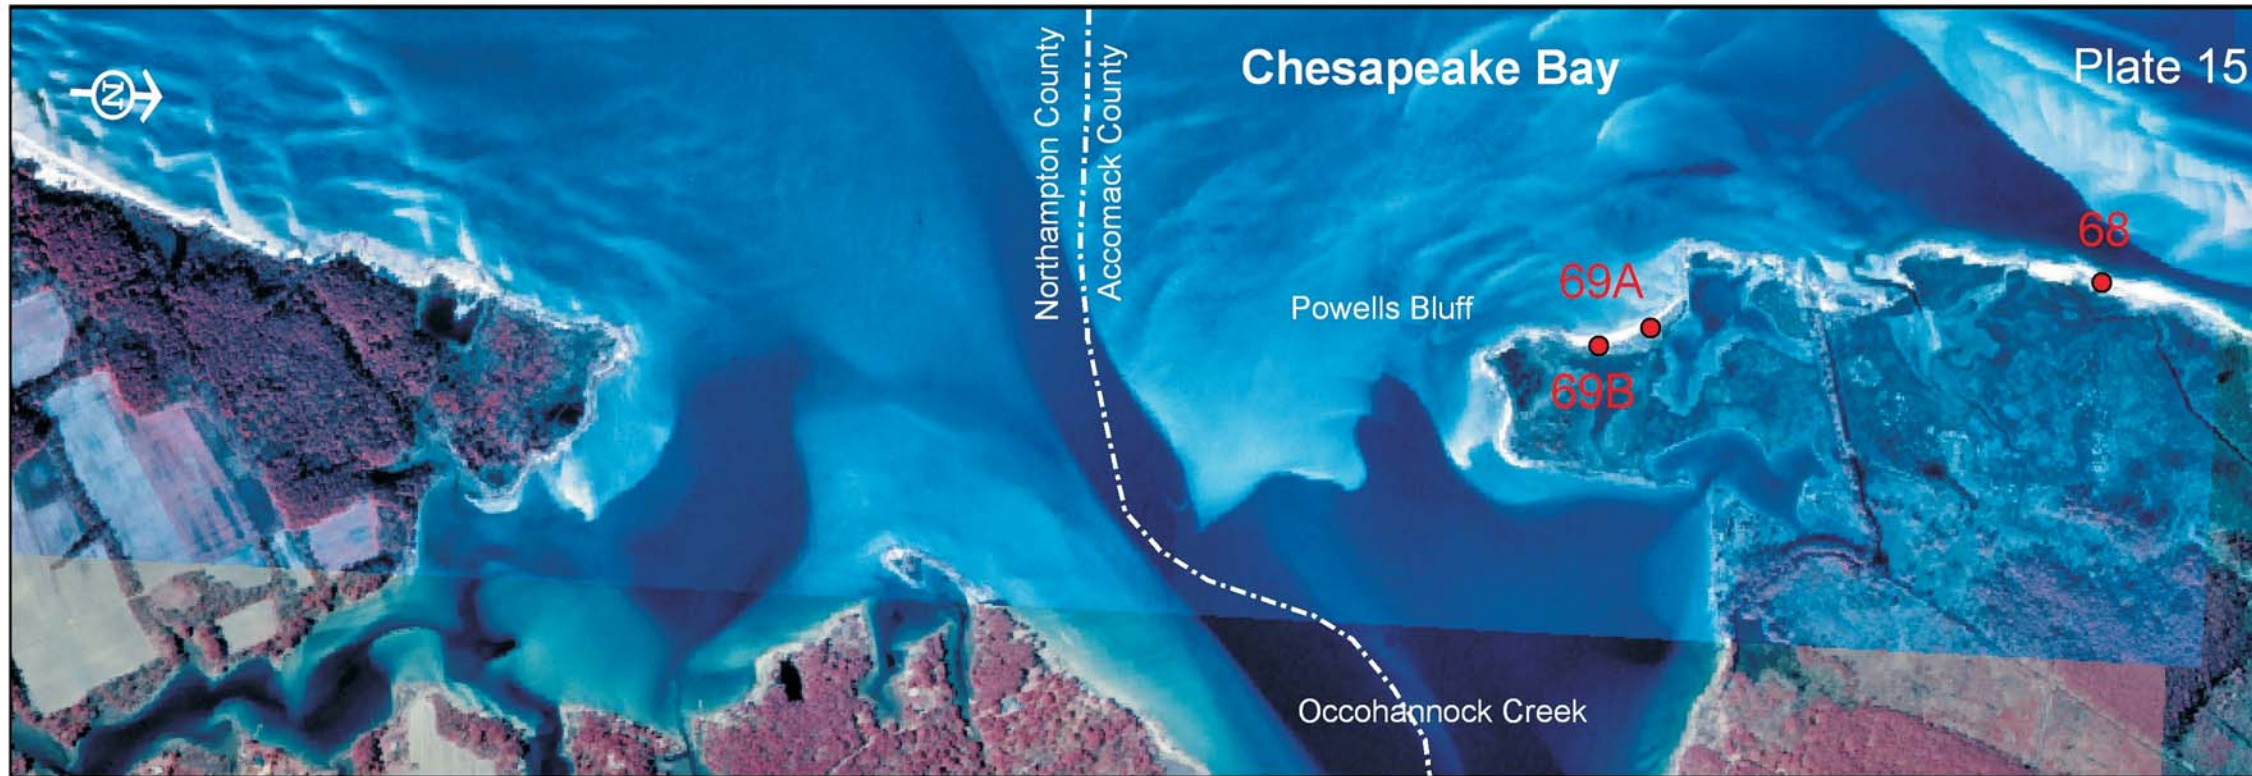 Chesapeake Bay
Plate 15
N
Northampton County
Accomack County
68
69A
Powells Bluff
69B
Occohannock Creek